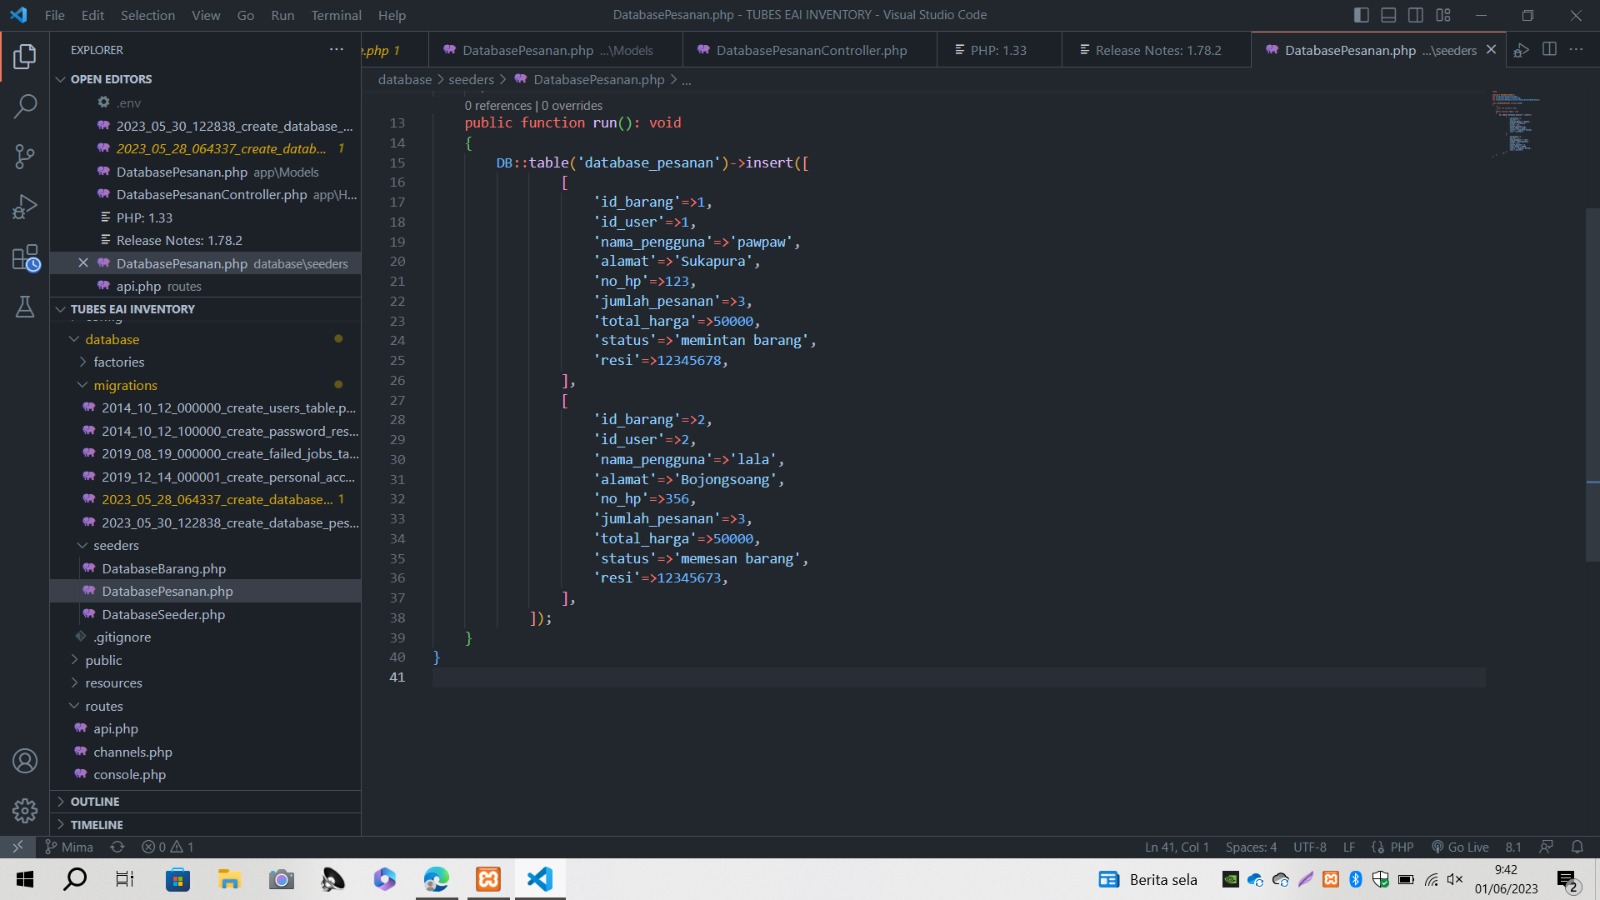 File Edit Selection View Go Run Terminal Help
DatabasePesanan.php - TUBES EAI INVENTORY - Visual Studio Code
EXPLORER
OPEN EDITORS
.env
2023_05_30_122838_create_database_...
2023_05_28_064337_create_datab... 1
DatabasePesanan.php app\Models
DatabasePesananController.php app\H...
PHP: 1.33
Release Notes: 1.78.2
DatabasePesanan.php database\seeders
api.php routes
TUBES EAI INVENTORY
config
database
factories
migrations
2014_10_12_000000_create_users_table.p...
2014_10_12_100000_create_password_res...
2019_08_19_000000_create_failed_jobs_ta...
2019_12_14_000001_create_personal_acc...
2023_05_28_064337_create_database... 1
2023_05_30_122838_create_database_pes...
seeders
DatabaseBarang.php
DatabasePesanan.php
DatabaseSeeder.php
.gitignore
public
resources
routes
api.php
channels.php
console.php
OUTLINE
TIMELINE
e.php 1
DatabasePesanan.php ...\Models
DatabasePesananController.php
PHP: 1.33
Release Notes: 1.78.2
DatabasePesanan.php ...\seeders
database > seeders > DatabasePesanan.php > ...
0 references | 0 overrides
13 public function run(): void
14 {
15 DB::table('database_pesanan')->insert([
16 [
17 'id_barang'=>1,
18 'id_user'=>1,
19 'nama_pengguna'=>'pawpaw',
20 'alamat'=>'Sukapura',
21 'no_hp'=>123,
22 'jumlah_pesanan'=>3,
23 'total_harga'=>50000,
24 'status'=>'memintan barang',
25 'resi'=>12345678,
26 ],
27 [
28 'id_barang'=>2,
29 'id_user'=>2,
30 'nama_pengguna'=>'lala',
31 'alamat'=>'Bojongsoang',
32 'no_hp'=>356,
33 'jumlah_pesanan'=>3,
34 'total_harga'=>50000,
35 'status'=>'memesan barang',
36 'resi'=>12345673,
37 ],
38 ]);
39 }
40 }
41
Mima 0 1
Ln 41, Col 1 Spaces: 4 UTF-8 LF PHP Go Live 8.1
Berita sela
9:42
01/06/2023
2